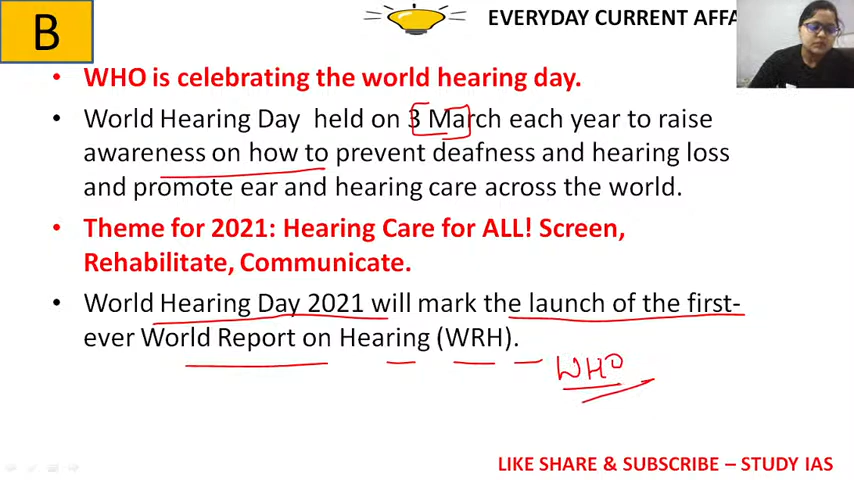 B
EVERYDAY CURRENT AFFA
• WHO is celebrating the world hearing day.
• World Hearing Day held on 3 March each year to raise
awareness on how to prevent deafness and hearing loss
and promote ear and hearing care across the world.
• Theme for 2021: Hearing Care for ALL! Screen,
Rehabilitate, Communicate.
• World Hearing Day 2021 will mark the launch of the first-
ever World Report on Hearing (WRH).
WHO
LIKE SHARE & SUBSCRIBE – STUDY IAS